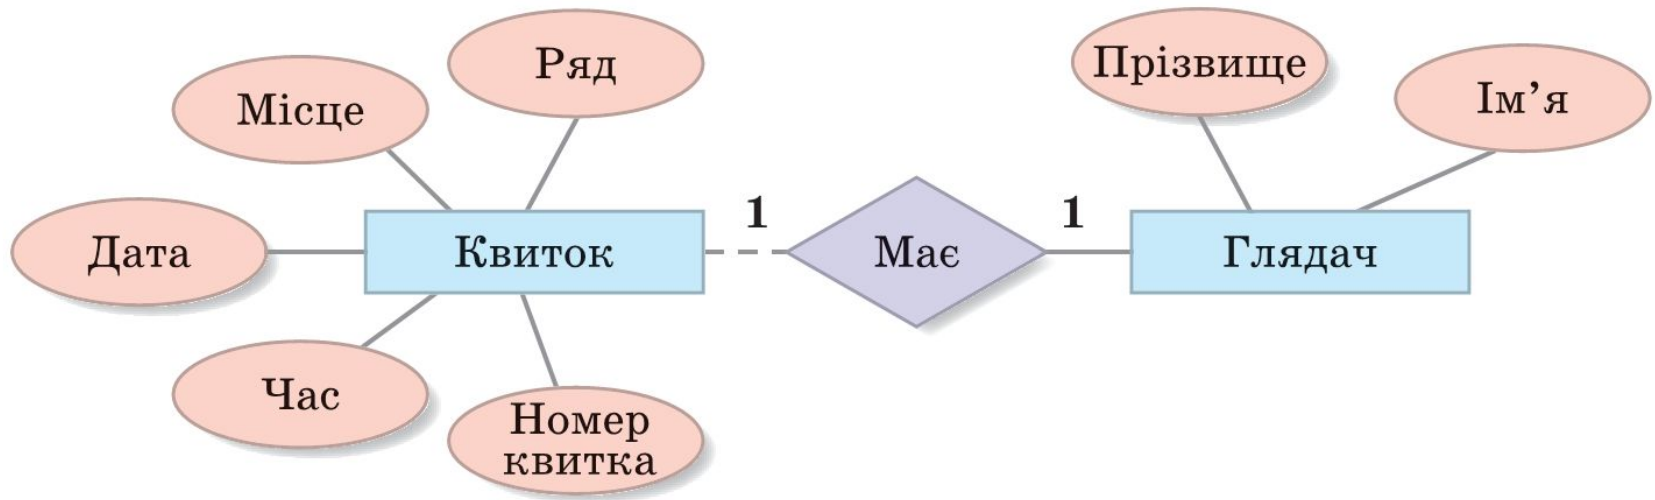 Ряд
Прізвище
Ім’я
Місце
1
1
Дата
Квиток
Має
Глядач
Час
Номер
квитка